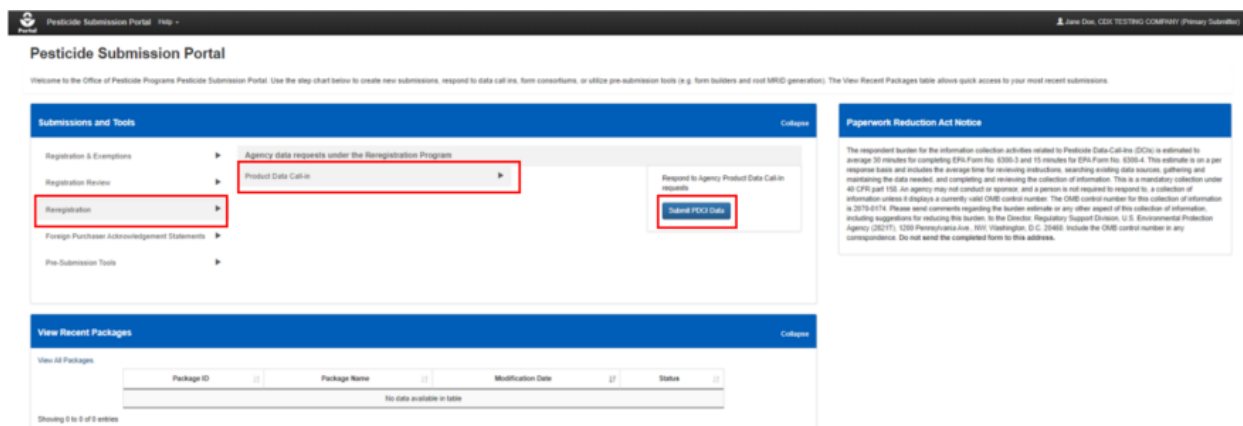 Portal
Pesticide Submission Portal Help
Jane Doe, CDX TESTING COMPANY (Primary Submitter)
Pesticide Submission Portal
Welcome to the Office of Pesticide Programs Pesticide Submission Portal. Use the step chart below to create new submissions, respond to data call ins, form consortiums, or utilize pre-submission tools (e.g. form builders and root MRID generation). The View Recent Packages table allows quick access to your most recent submissions.
Submissions and Tools
Collapse
Registration & Exemptions
Registration Review
Reregistration
Foreign Purchaser Acknowledgement Statements
Pre-Submission Tools
Agency data requests under the Reregistration Program
Product Data Call-in
Respond to Agency Product Data Call-In
requests
Submit PDCI Data
Paperwork Reduction Act Notice
The respondent burden for the information collection activities related to Pesticide Data-Call-Ins (DCIs) is estimated to
average 30 minutes for completing EPA Form No. 6300-3 and 15 minutes for EPA Form No. 6300-4. This estimate is on a per
response basis and includes the average time for reviewing instructions, searching existing data sources, gathering and
maintaining the data needed, and completing and reviewing the collection of information. This is a mandatory collection under
40 CFR part 158. An agency may not conduct or sponsor, and a person is not required to respond to, a collection of
information unless it displays a currently valid OMB control number. The OMB control number for this collection of information
is 2070-0174. Please send comments regarding the burden estimate or any other aspect of this collection of information,
including suggestions for reducing this burden, to the Director, Regulatory Support Division, U.S. Environmental Protection
Agency (2821T), 1200 Pennsylvania Ave., NW, Washington, D.C. 20460. Include the OMB control number in any
correspondence. Do not send the completed form to this address.
View Recent Packages
Collapse
View All Packages
Package ID Package Name Modification Date Status
No data available in table
Showing 0 to 0 of 0 entries